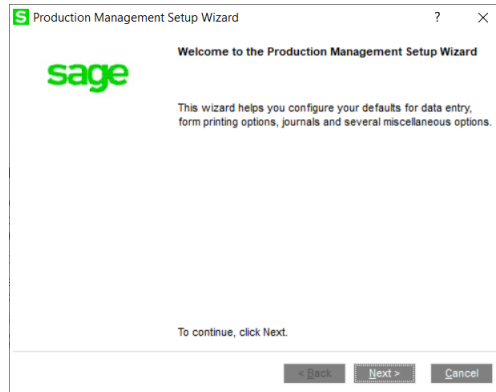 S Production Management Setup Wizard ? ×
sage
Welcome to the Production Management Setup Wizard
This wizard helps you configure your defaults for data entry,
form printing options, journals and several miscellaneous options.
To continue, click Next.
< Back Next > Cancel